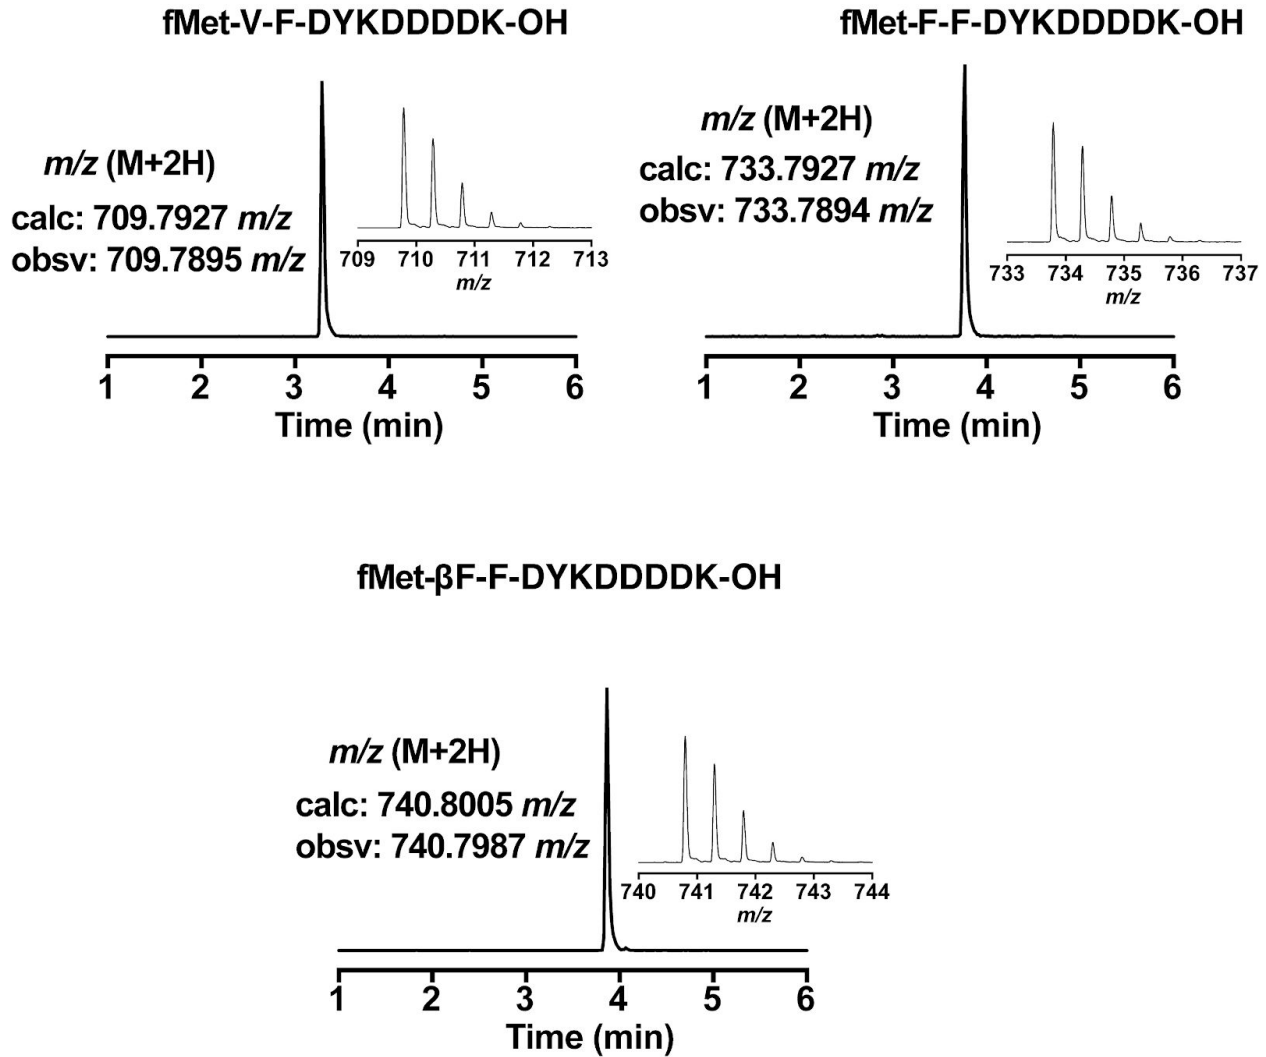 fMet-V-F-DYKDDDDK-OH
m/z (M+2H)
calc: 709.7927 m/z
obsv: 709.7895 m/z
709 710 711 712 713
m/z
1 2 3 4 5 6
Time (min)
fMet-F-F-DYKDDDDK-OH
m/z (M+2H)
calc: 733.7927 m/z
obsv: 733.7894 m/z
733 734 735 736 737
m/z
1 2 3 4 5 6
Time (min)
fMet-βF-F-DYKDDDDK-OH
m/z (M+2H)
calc: 740.8005 m/z
obsv: 740.7987 m/z
740 741 742 743 744
m/z
1 2 3 4 5 6
Time (min)